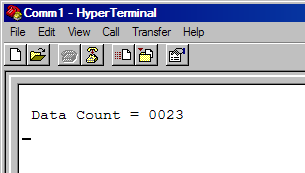 Comm1 - HyperTerminal
File Edit View Call Transfer Help
Data Count = 0023